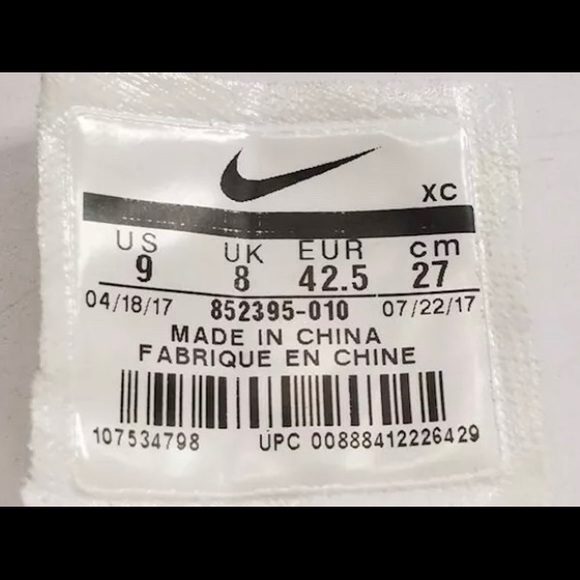 XC
US UK EUR cm
9 8 42.5 27
04/18/17 852395-010 07/22/17
MADE IN CHINA
FABRIQUE EN CHINE
107534798 UPC 00888412226429